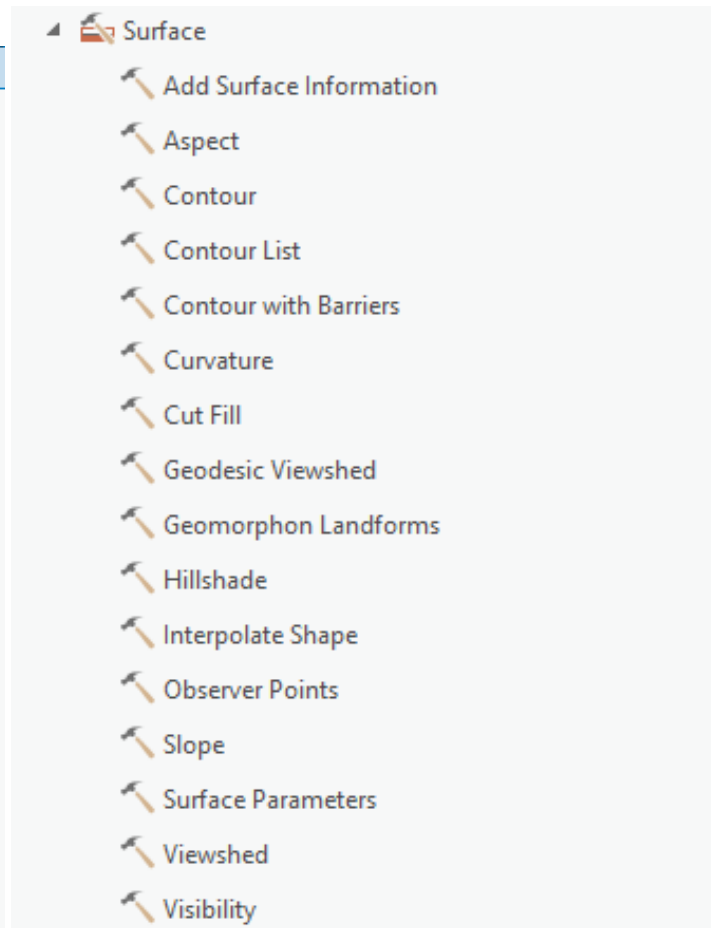 Surface
Add Surface Information
Aspect
Contour
Contour List
Contour with Barriers
Curvature
Cut Fill
Geodesic Viewshed
Geomorphon Landforms
Hillshade
Interpolate Shape
Observer Points
Slope
Surface Parameters
Viewshed
Visibility